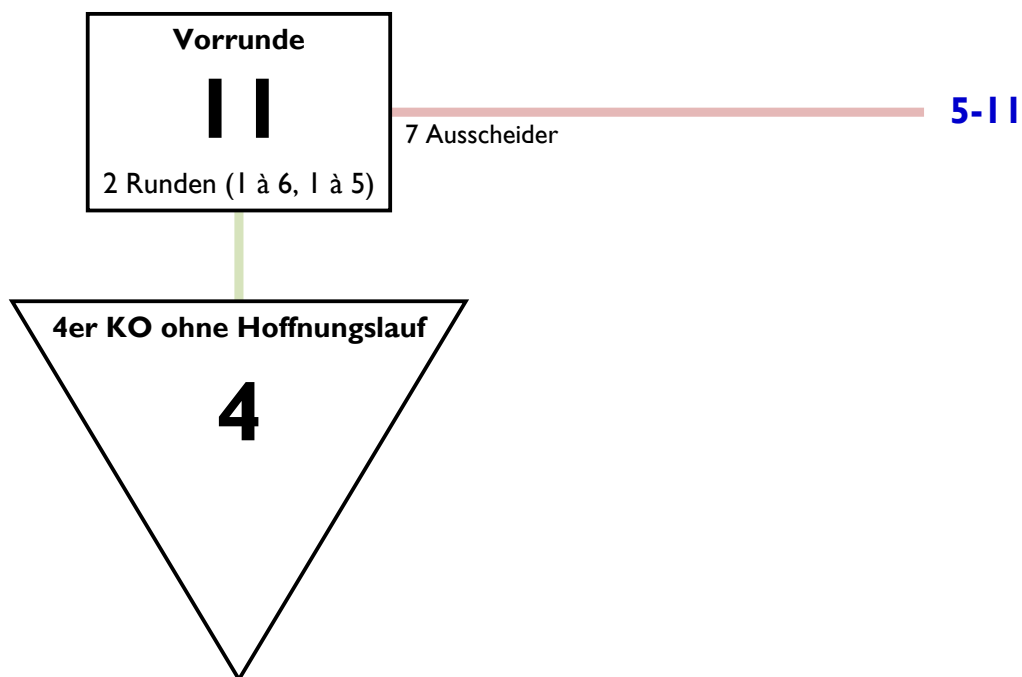 Vorrunde
11
2 Runden (1 à 6, 1 à 5)
7 Ausscheider
5-11
4er KO ohne Hoffnungslauf
4